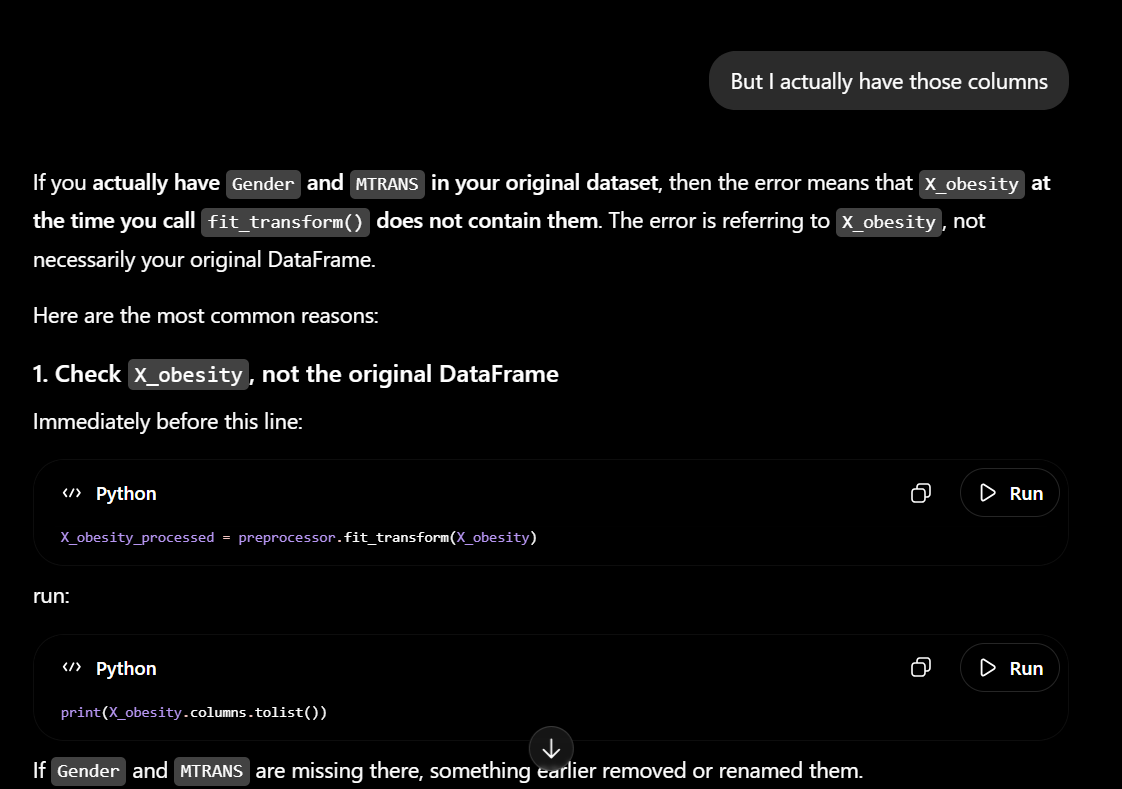 But I actually have those columns
If you actually have Gender and MTRANS in your original dataset, then the error means that X_obesity at
the time you call fit_transform() does not contain them. The error is referring to X_obesity, not
necessarily your original DataFrame.
Here are the most common reasons:
1. Check X_obesity, not the original DataFrame
Immediately before this line:
</> Python Run
X_obesity_processed = preprocessor.fit_transform(X_obesity)
run:
</> Python Run
print(X_obesity.columns.tolist())
If Gender and MTRANS are missing there, something earlier removed or renamed them.